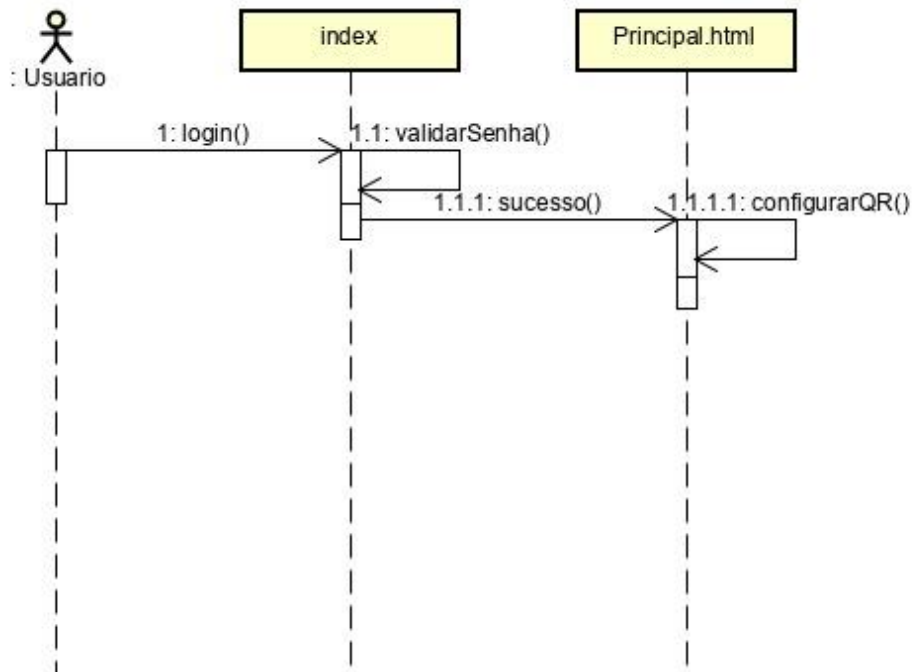 index
Principal.html
: Usuario
1: login()
1.1: validarSenha()
1.1.1: sucesso()
1.1.1.1: configurarQR()